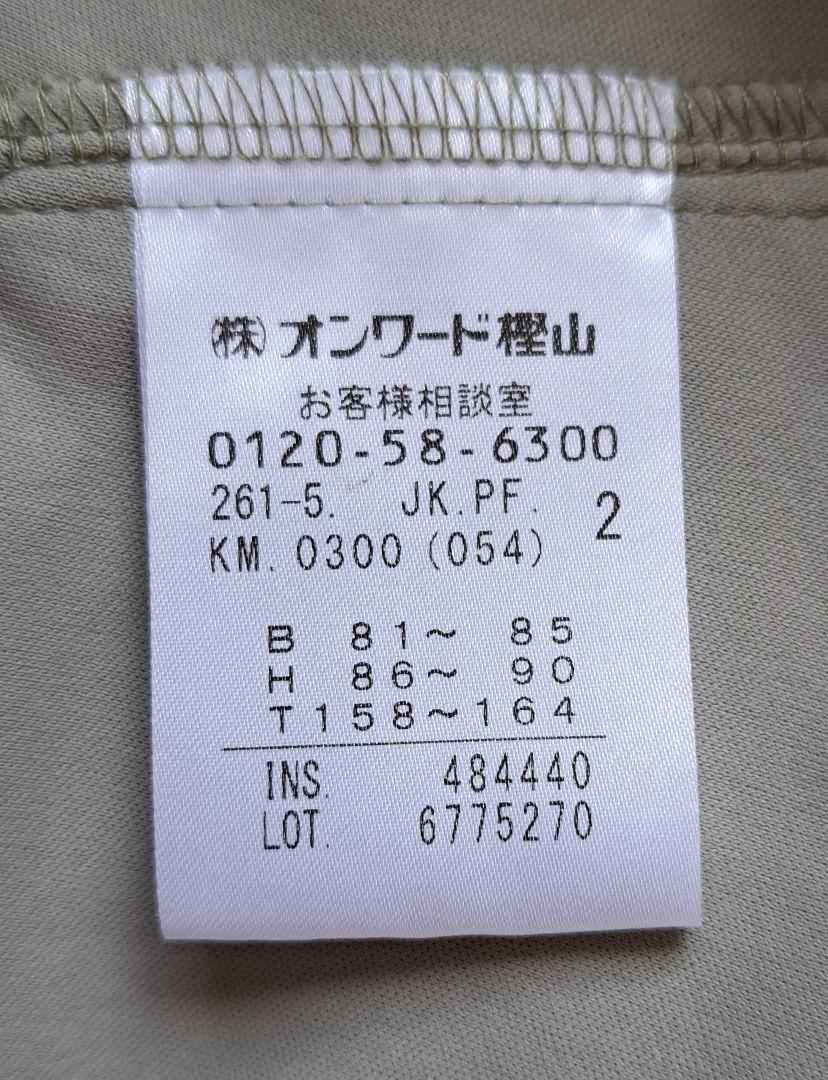 ㈱オンワード樫山
お客様相談室
0120-58-6300
261-5. JK.PF. 2
KM. 0300 (054)
B 81〜 85
H 86〜 90
T158〜164
INS. 484440
LOT. 6775270